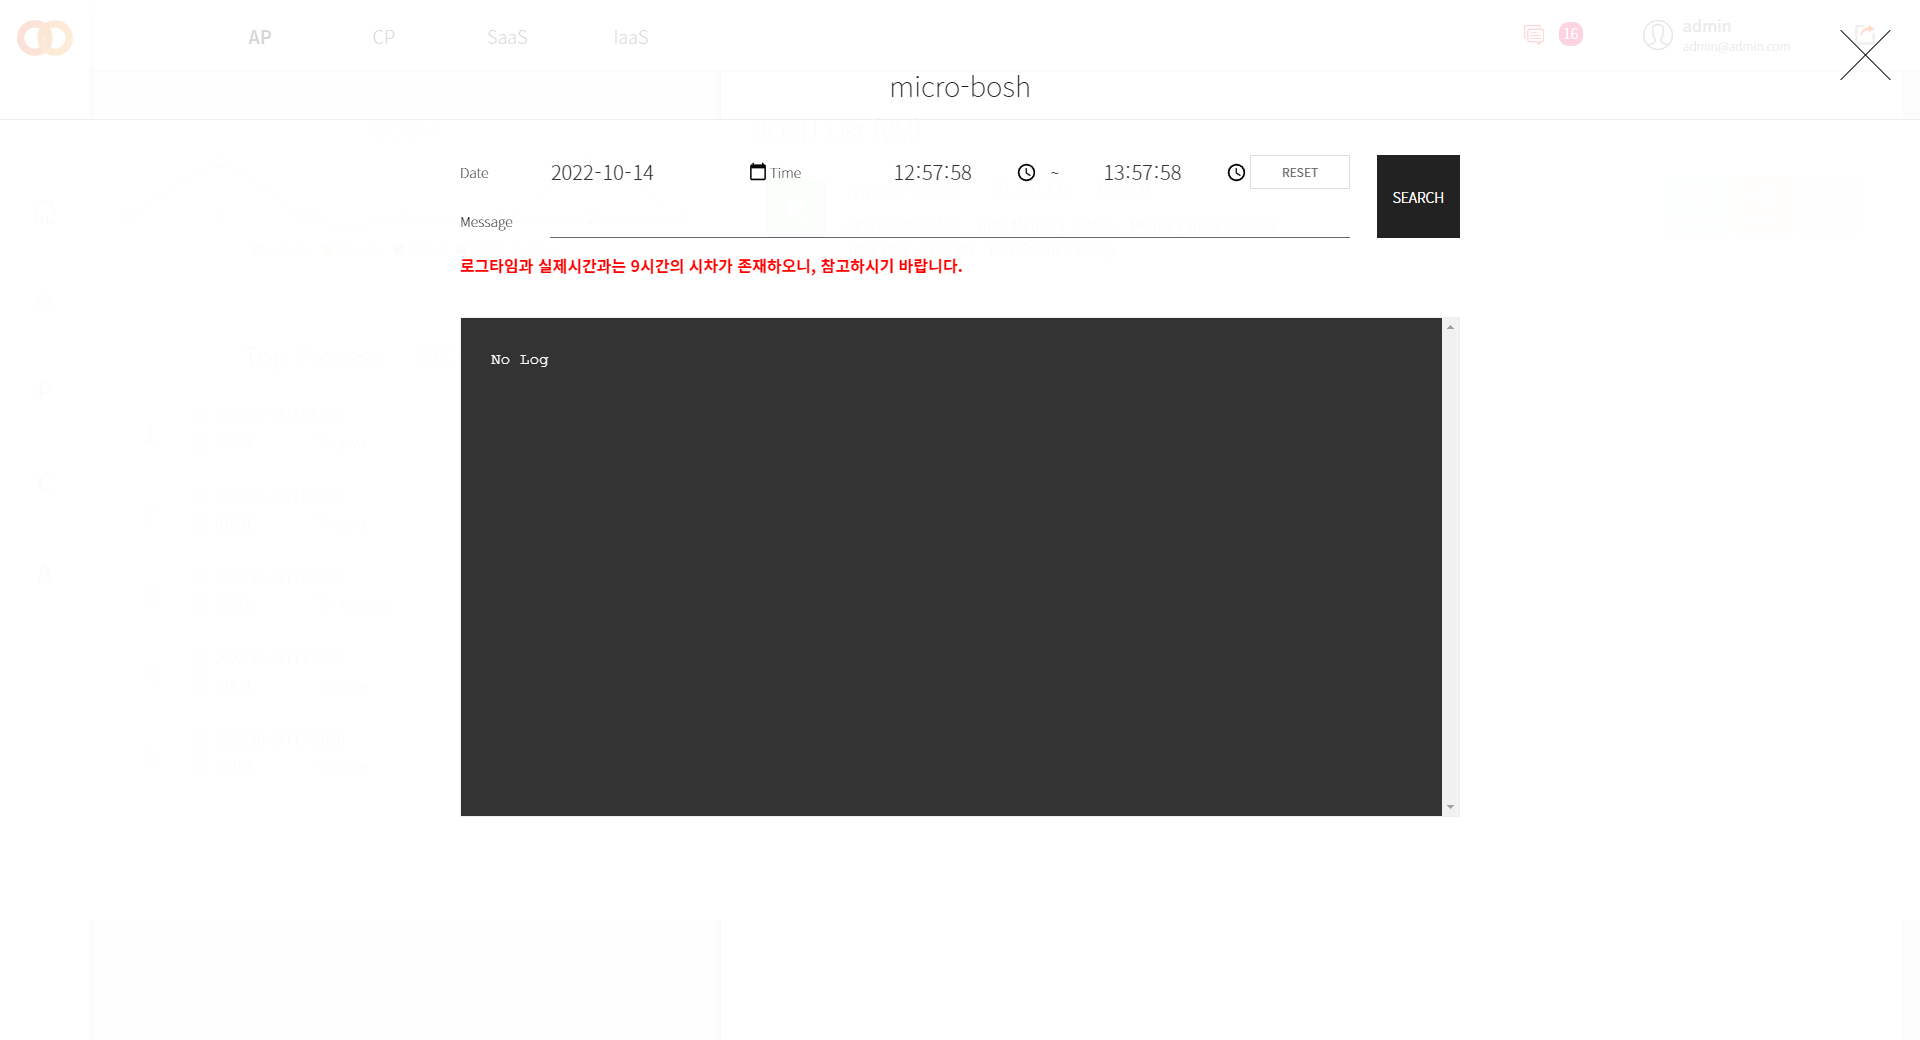 AP CP SaaS IaaS 16 admin
admin@admin.com
micro-bosh
Date 2022-10-14 Time 12:57:58 ~ 13:57:58 RESET
SEARCH
Message
로그타임과 실제시간과는 9시간의 시차가 존재하오니, 참고하시기 바랍니다.
Top Process
P
C
A
No Log